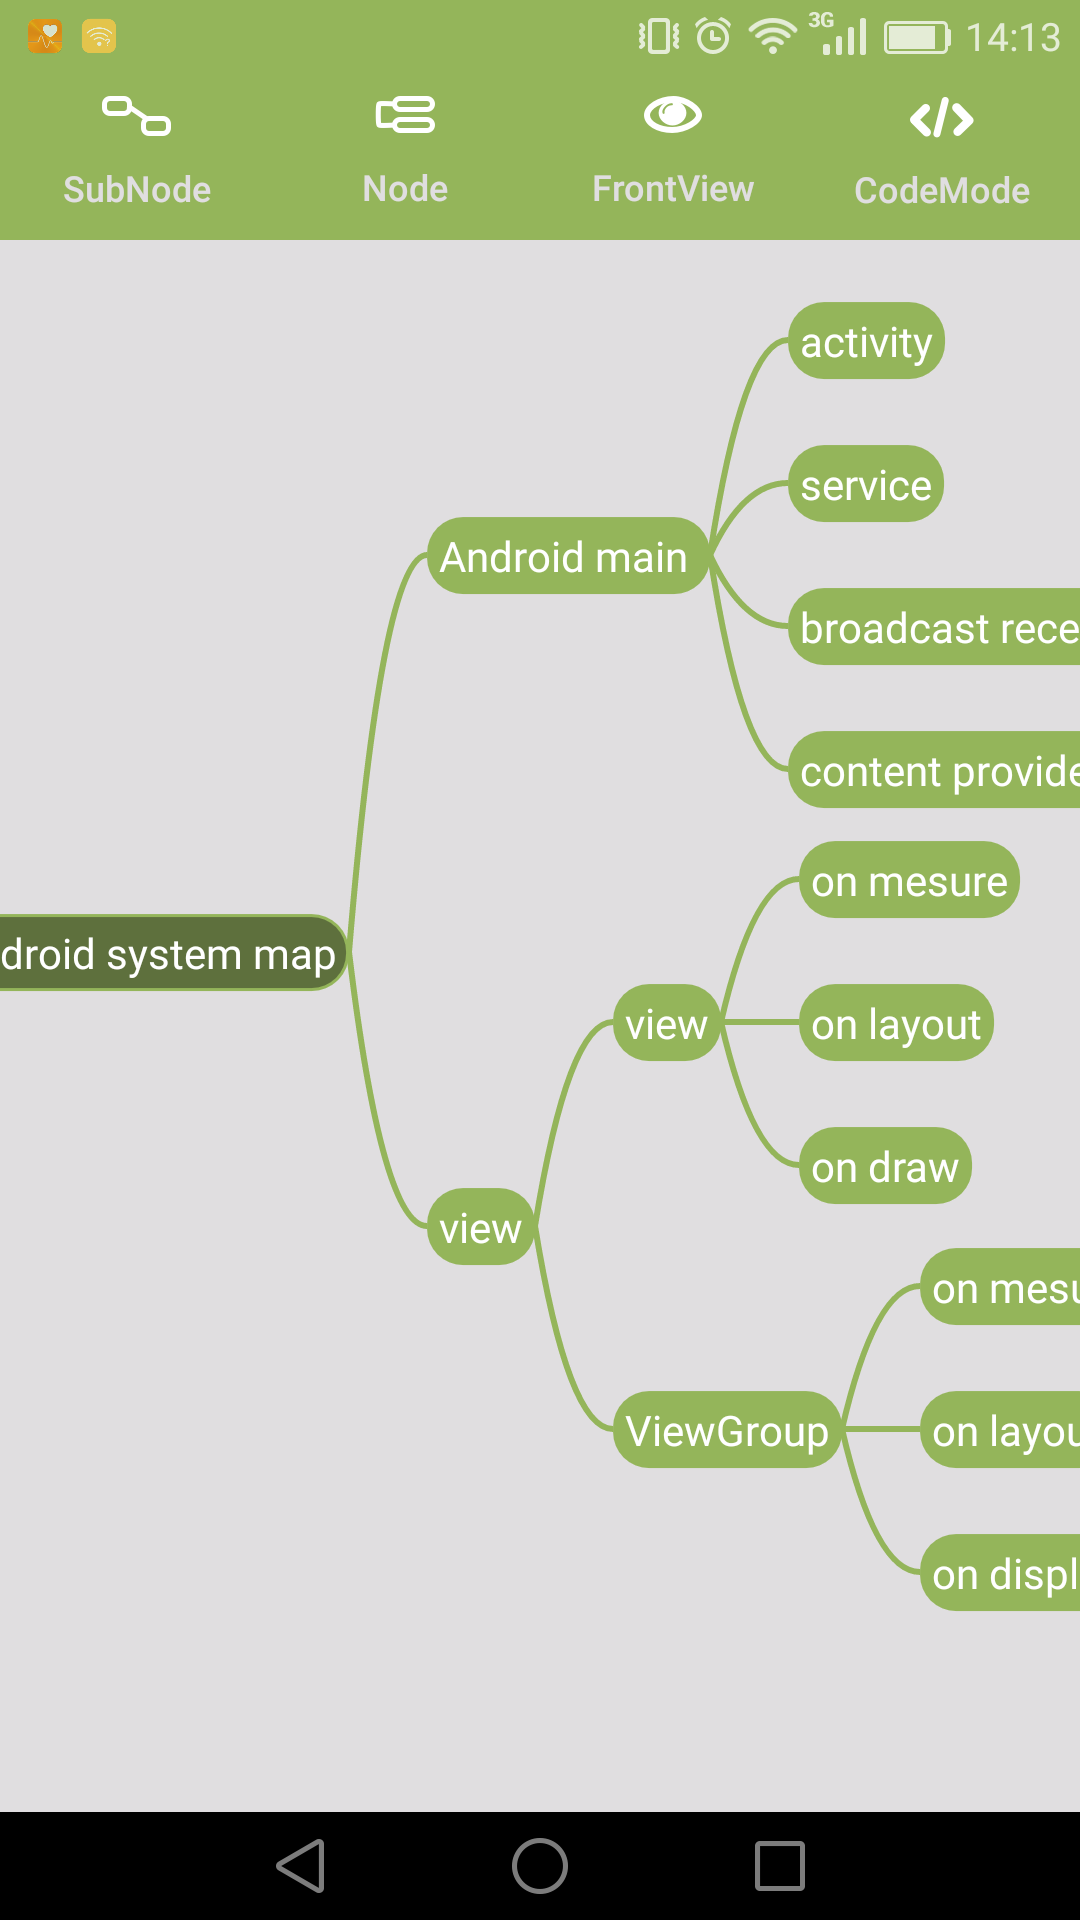 3G 14:13
SubNode Node FrontView CodeMode
activity
service
Android main
broadcast rece
content provide
on mesure
droid system map
view
on layout
on draw
view
on mesu
ViewGroup
on layou
on displ